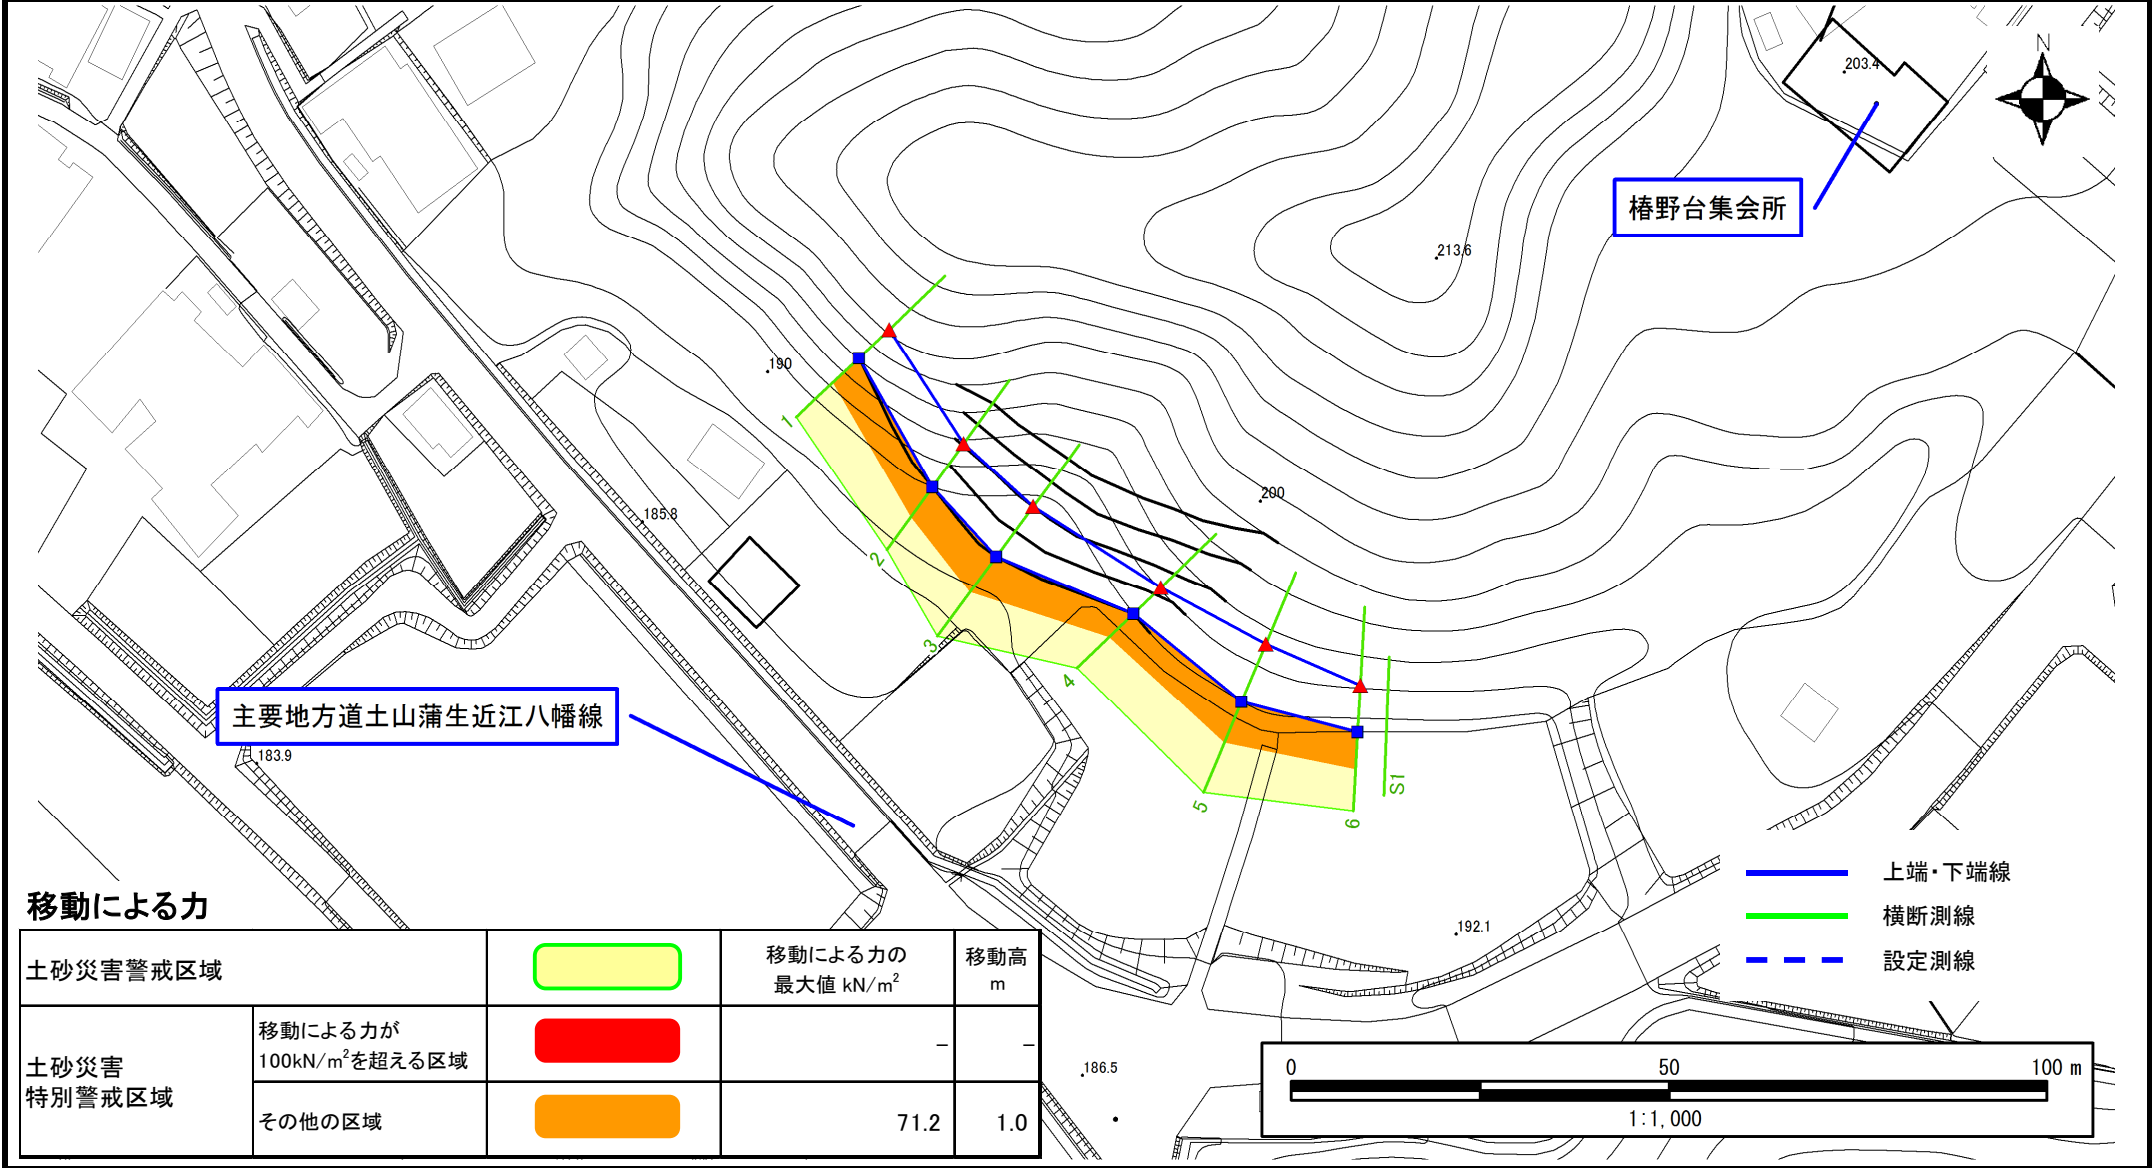 N
203.4
椿野台集会所
213.6
190
1
200
185.8
2
3
4
主要地方道土山蒲生近江八幡線
183.9
S1
5
6
192.1
186.5
上端・下端線
横断測線
設定測線
移動による力
土砂災害警戒区域
移動による力の
最大値 kN/m²
移動高
m
土砂災害
特別警戒区域
移動による力が
100kN/m²を超える区域
－
－
その他の区域
71.2
1.0
0
50
100 m
1:1,000